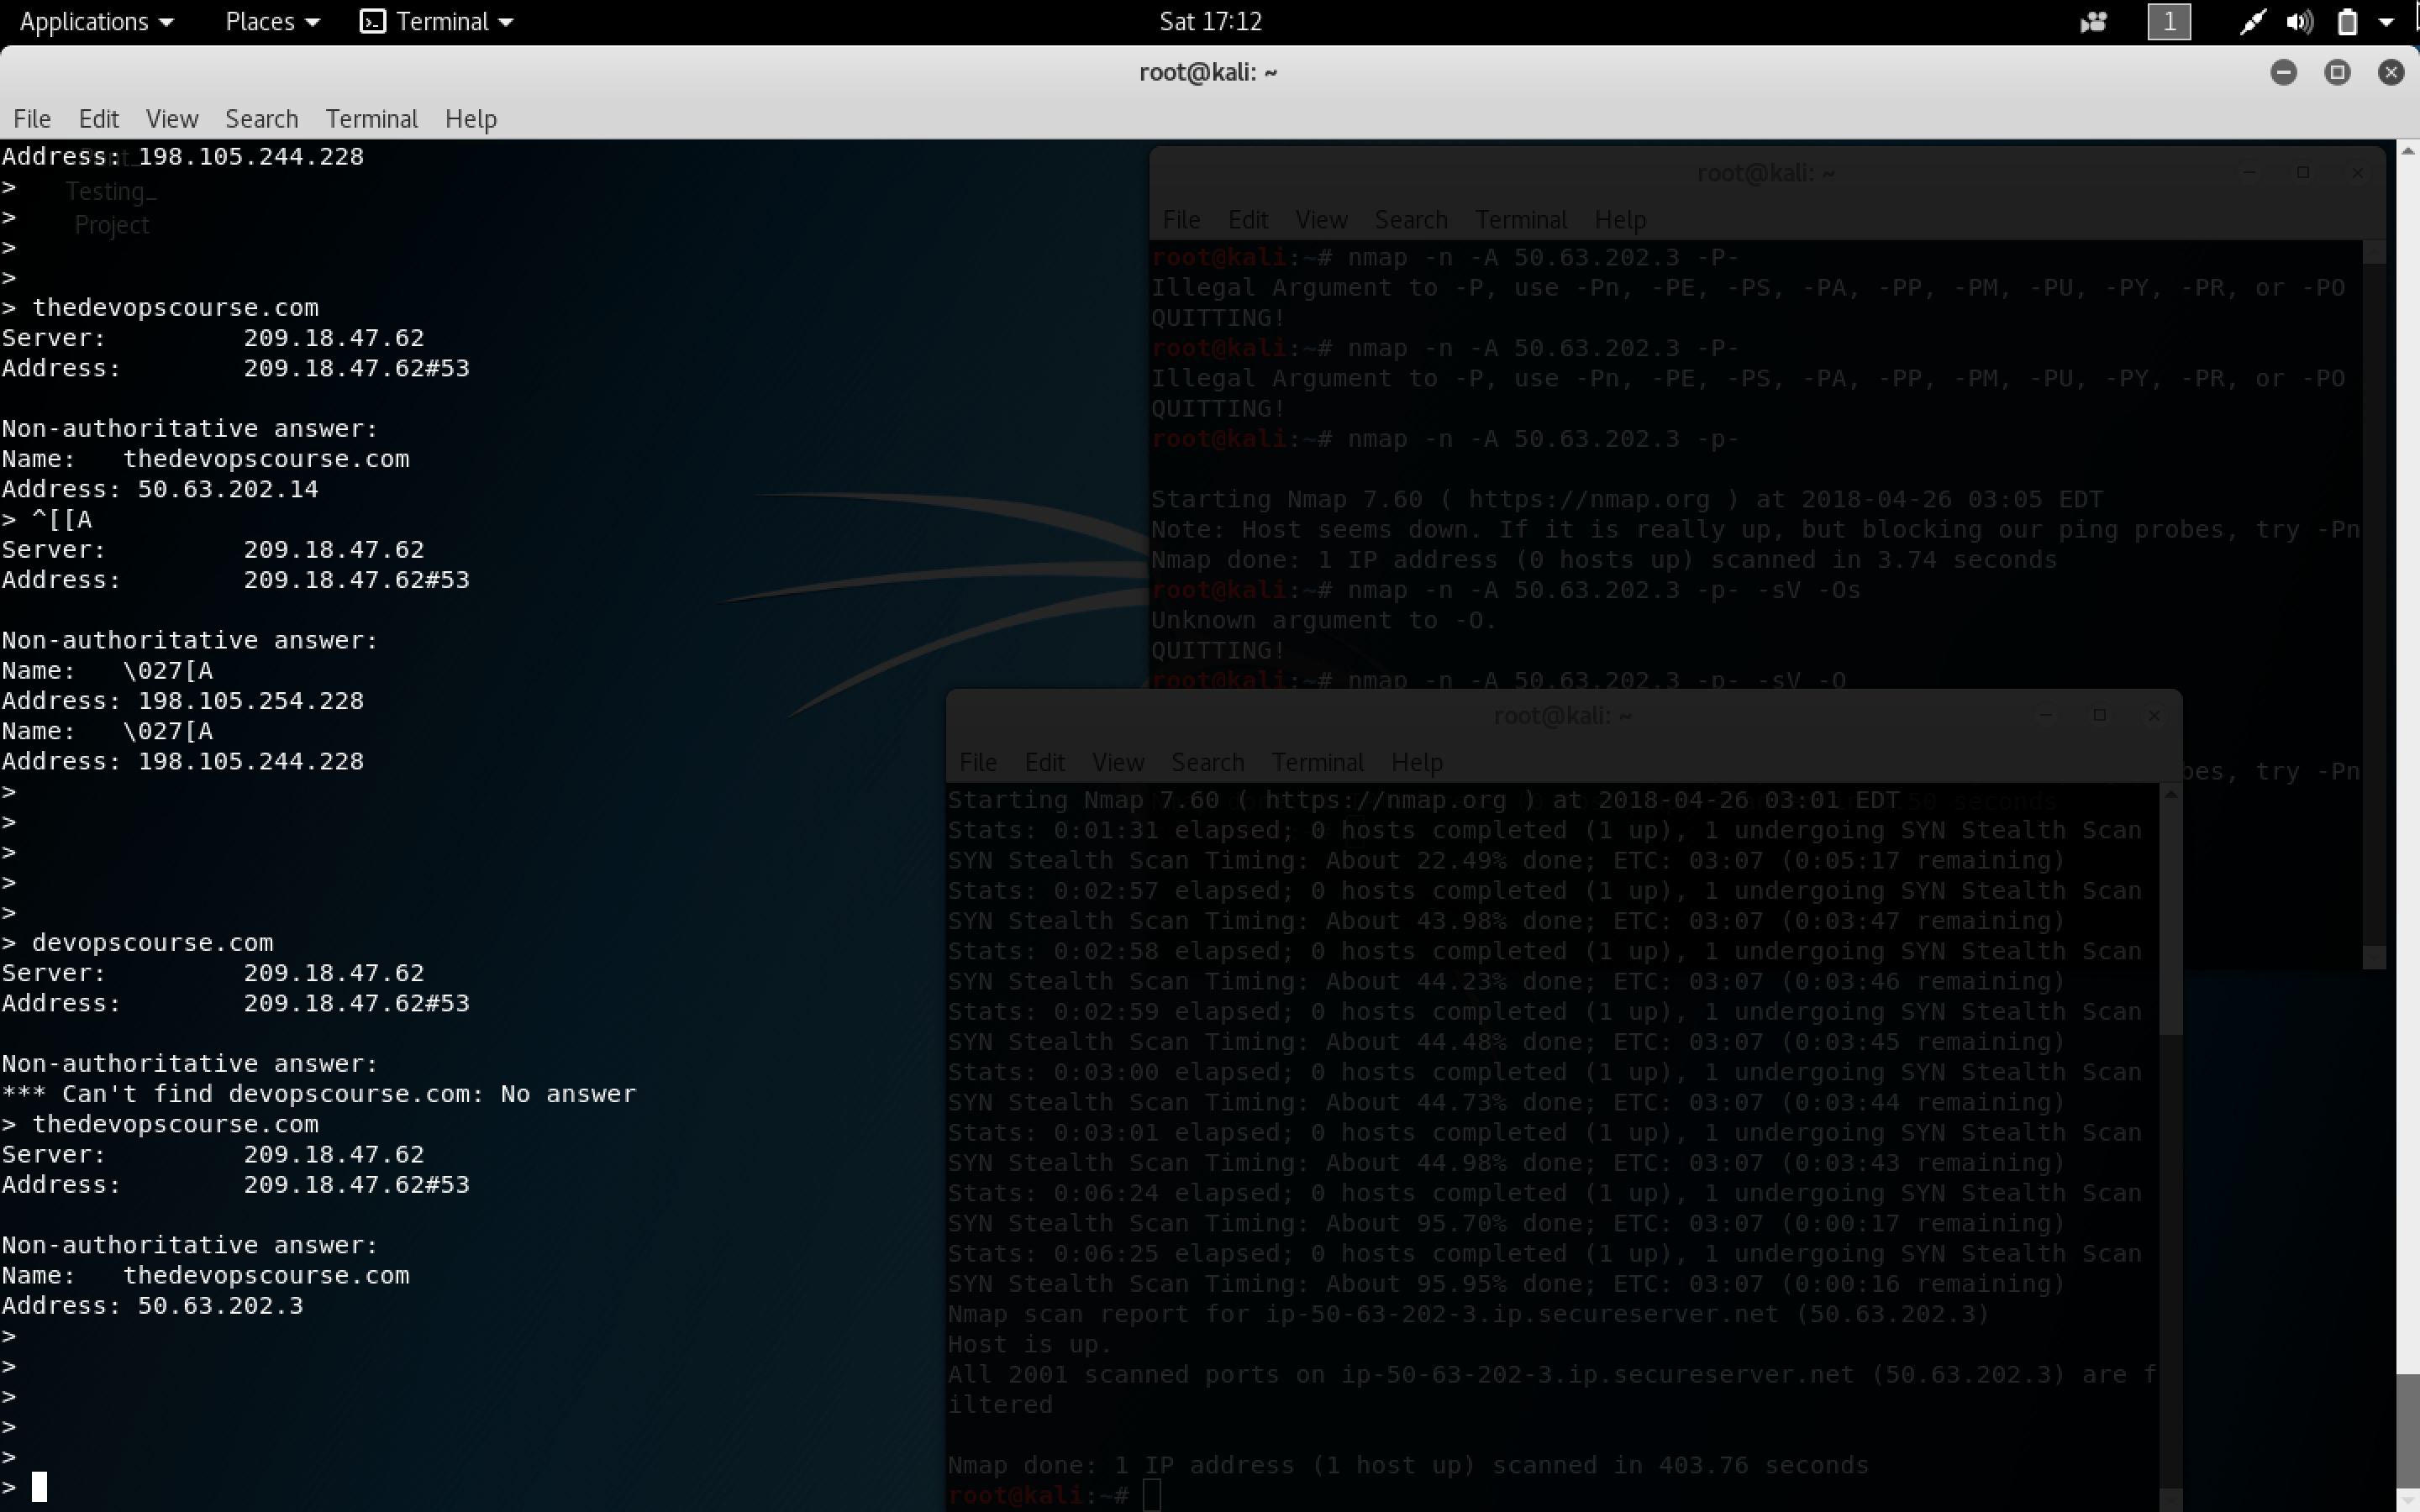 Applications Places Terminal Sat 17:12 1
root@kali: ~
File Edit View Search Terminal Help
Address: 198.105.244.228
>
Testing_
>
Project
>
>
> thedevopscourse.com
Server: 209.18.47.62
Address: 209.18.47.62#53
Non-authoritative answer:
Name: thedevopscourse.com
Address: 50.63.202.14
> ^[[A
Server: 209.18.47.62
Address: 209.18.47.62#53
Non-authoritative answer:
Name: \027[A
Address: 198.105.254.228
Name: \027[A
Address: 198.105.244.228
>
>
>
>
>
> devopscourse.com
Server: 209.18.47.62
Address: 209.18.47.62#53
Non-authoritative answer:
*** Can't find devopscourse.com: No answer
> thedevopscourse.com
Server: 209.18.47.62
Address: 209.18.47.62#53
Non-authoritative answer:
Name: thedevopscourse.com
Address: 50.63.202.3
>
>
>
>
>
>
root@kali: ~
File Edit View Search Terminal Help
root@kali:~# nmap -n -A 50.63.202.3 -P-
Illegal Argument to -P, use -Pn, -PE, -PS, -PA, -PP, -PM, -PU, -PY, -PR, or -PO
QUITTING!
root@kali:~# nmap -n -A 50.63.202.3 -P-
Illegal Argument to -P, use -Pn, -PE, -PS, -PA, -PP, -PM, -PU, -PY, -PR, or -PO
QUITTING!
root@kali:~# nmap -n -A 50.63.202.3 -p-
Starting Nmap 7.60 ( https://nmap.org ) at 2018-04-26 03:05 EDT
Note: Host seems down. If it is really up, but blocking our ping probes, try -Pn
Nmap done: 1 IP address (0 hosts up) scanned in 3.74 seconds
root@kali:~# nmap -n -A 50.63.202.3 -p- -sV -Os
Unknown argument to -O.
QUITTING!
root@kali:~# nmap -n -A 50.63.202.3 -p- -sV -O
bes, try -Pn
50 seconds
root@kali: ~
File Edit View Search Terminal Help
Starting Nmap 7.60 ( https://nmap.org ) at 2018-04-26 03:01 EDT
Stats: 0:01:31 elapsed; 0 hosts completed (1 up), 1 undergoing SYN Stealth Scan
SYN Stealth Scan Timing: About 22.49% done; ETC: 03:07 (0:05:17 remaining)
Stats: 0:02:57 elapsed; 0 hosts completed (1 up), 1 undergoing SYN Stealth Scan
SYN Stealth Scan Timing: About 43.98% done; ETC: 03:07 (0:03:47 remaining)
Stats: 0:02:58 elapsed; 0 hosts completed (1 up), 1 undergoing SYN Stealth Scan
SYN Stealth Scan Timing: About 44.23% done; ETC: 03:07 (0:03:46 remaining)
Stats: 0:02:59 elapsed; 0 hosts completed (1 up), 1 undergoing SYN Stealth Scan
SYN Stealth Scan Timing: About 44.48% done; ETC: 03:07 (0:03:45 remaining)
Stats: 0:03:00 elapsed; 0 hosts completed (1 up), 1 undergoing SYN Stealth Scan
SYN Stealth Scan Timing: About 44.73% done; ETC: 03:07 (0:03:44 remaining)
Stats: 0:03:01 elapsed; 0 hosts completed (1 up), 1 undergoing SYN Stealth Scan
SYN Stealth Scan Timing: About 44.98% done; ETC: 03:07 (0:03:43 remaining)
Stats: 0:06:24 elapsed; 0 hosts completed (1 up), 1 undergoing SYN Stealth Scan
SYN Stealth Scan Timing: About 95.70% done; ETC: 03:07 (0:00:17 remaining)
Stats: 0:06:25 elapsed; 0 hosts completed (1 up), 1 undergoing SYN Stealth Scan
SYN Stealth Scan Timing: About 95.95% done; ETC: 03:07 (0:00:16 remaining)
Nmap scan report for ip-50-63-202-3.ip.secureserver.net (50.63.202.3)
Host is up.
All 2001 scanned ports on ip-50-63-202-3.ip.secureserver.net (50.63.202.3) are f
iltered
Nmap done: 1 IP address (1 host up) scanned in 403.76 seconds
root@kali:~#